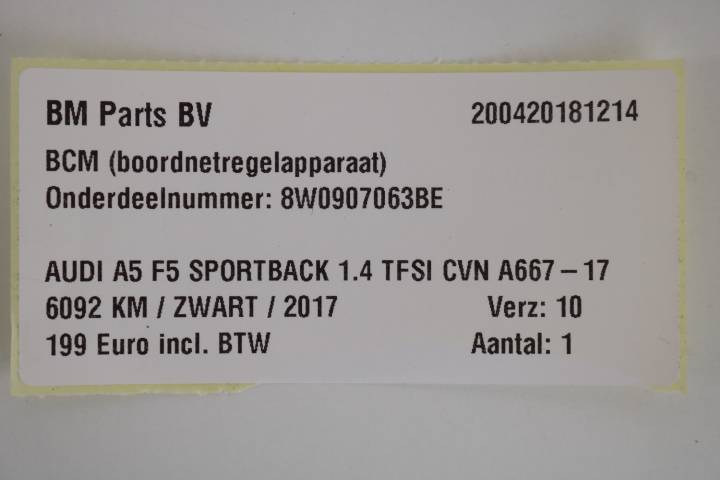 BM Parts BV 200420181214
BCM (boordnetregelapparaat)
Onderdeelnummer: 8W0907063BE
AUDI A5 F5 SPORTBACK 1.4 TFSI CVN A667 – 17
6092 KM / ZWART / 2017 Verz: 10
199 Euro incl. BTW Aantal: 1